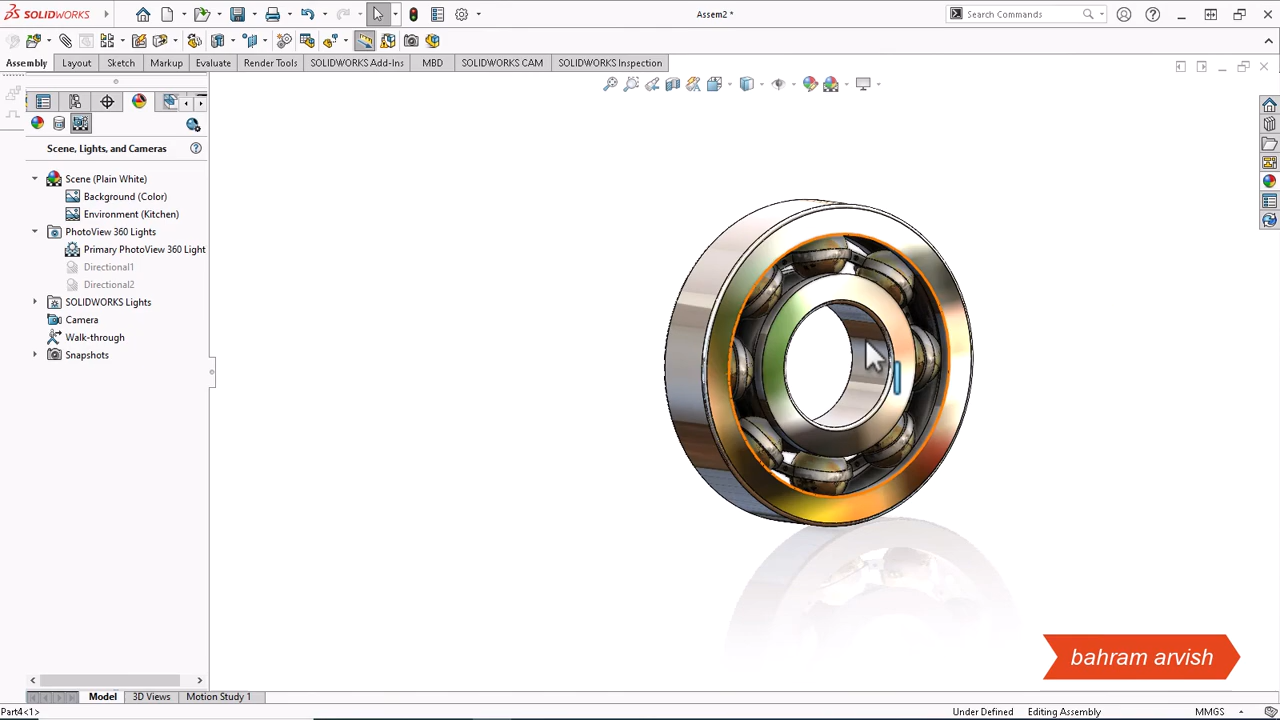 SOLIDWORKS
Assem2 *
Search Commands
Assembly Layout Sketch Markup Evaluate Render Tools SOLIDWORKS Add-Ins MBD SOLIDWORKS CAM SOLIDWORKS Inspection
Scene, Lights, and Cameras
Scene (Plain White)
Background (Color)
Environment (Kitchen)
PhotoView 360 Lights
Primary PhotoView 360 Light
Directional1
Directional2
SOLIDWORKS Lights
Camera
Walk-through
Snapshots
bahram arvish
Model 3D Views Motion Study 1
Part4<1> Under Defined Editing Assembly MMGS